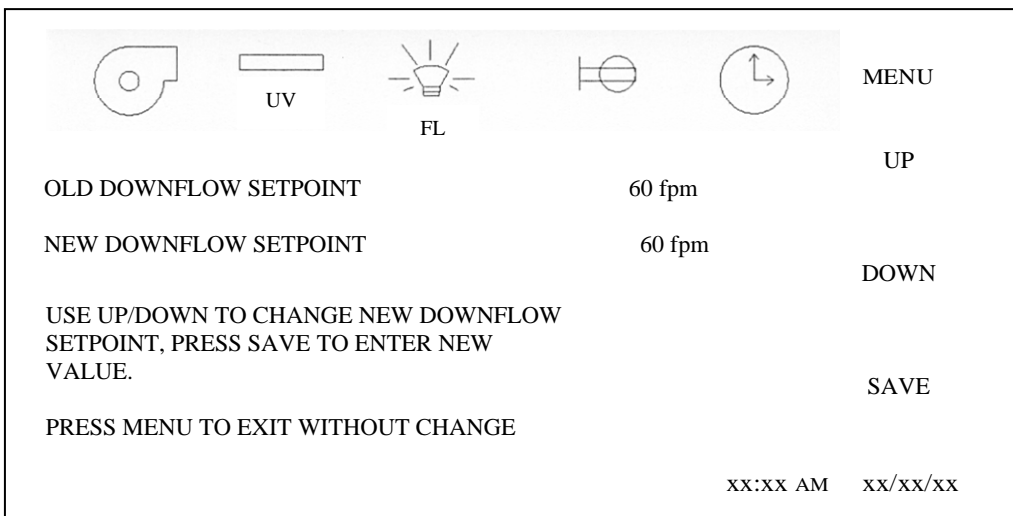 UV
FL
MENU
UP
OLD DOWNFLOW SETPOINT 60 fpm
NEW DOWNFLOW SETPOINT 60 fpm
DOWN
USE UP/DOWN TO CHANGE NEW DOWNFLOW
SETPOINT, PRESS SAVE TO ENTER NEW
VALUE.
SAVE
PRESS MENU TO EXIT WITHOUT CHANGE
xx:xx AM xx/xx/xx